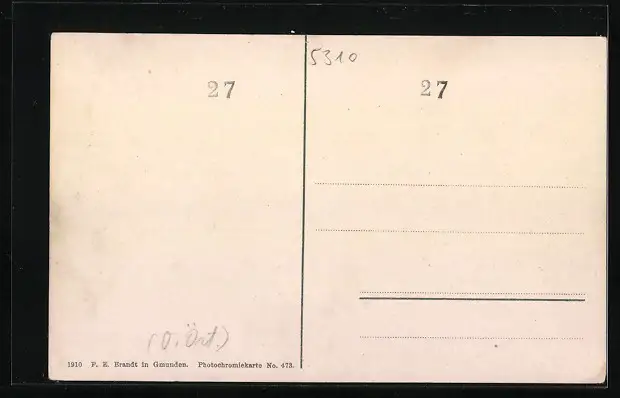 5310
27
27
(O.Öst.)
1910 P. E. Brandt in Gmunden. Photochromiekarte No. 473.